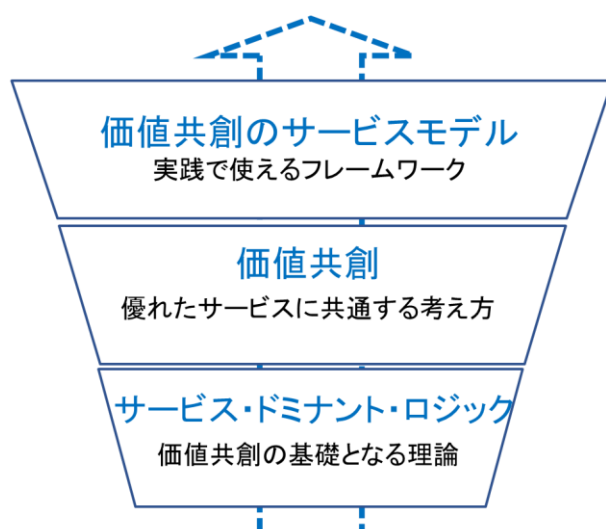 価値共創のサービスモデル
実践で使えるフレームワーク
価値共創
優れたサービスに共通する考え方
サービス・ドミナント・ロジック
価値共創の基礎となる理論